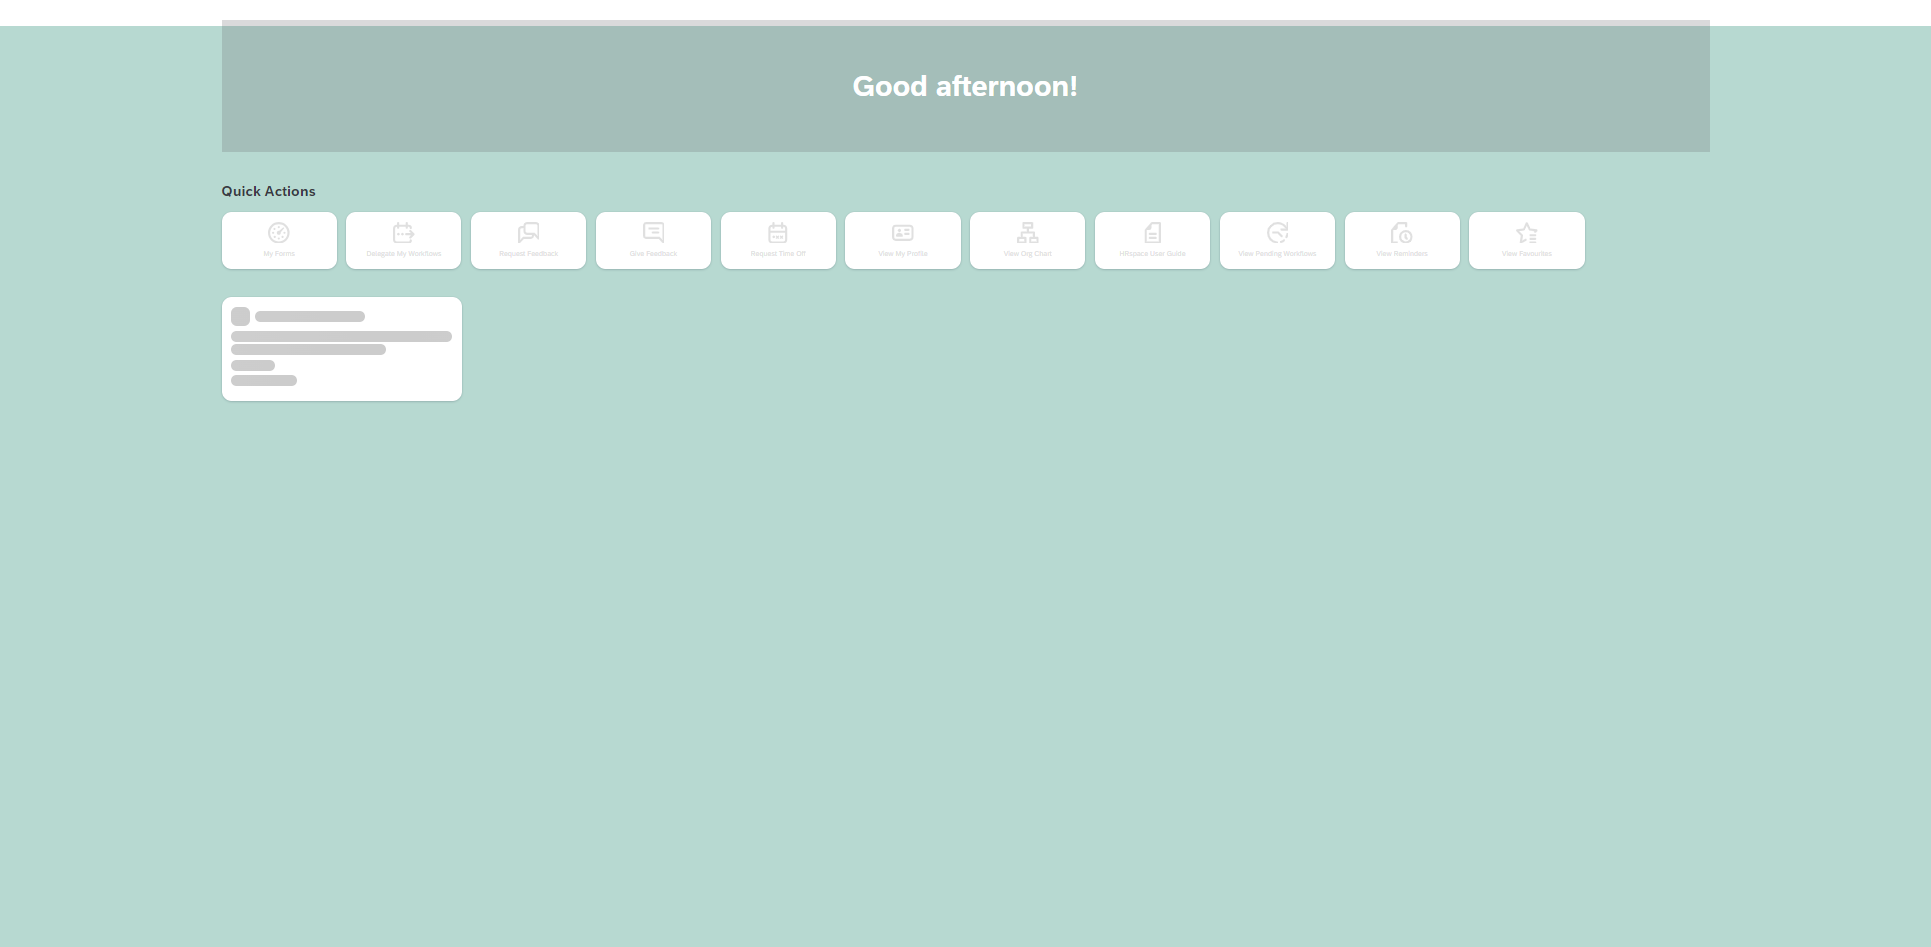 Good afternoon!
Quick Actions
My Forms
Delegate My Workflows
Request Feedback
Give Feedback
Request Time Off
View My Profile
View Org Chart
HRspace User Guide
View Pending Workflows
View Reminders
View Favourites